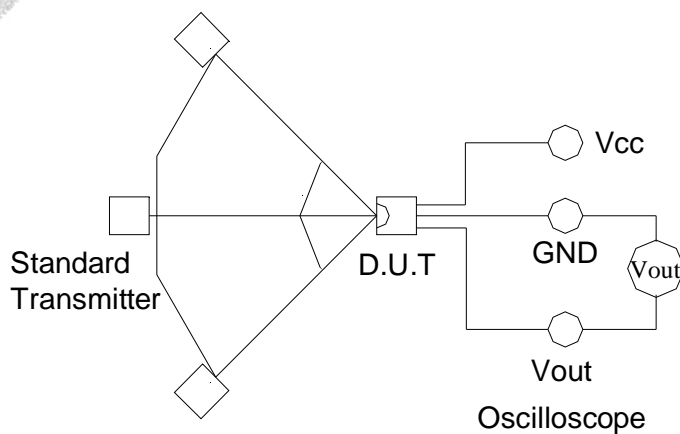 Vcc
Standard
Transmitter
D.U.T
GND
Vout
Vout
Oscilloscope